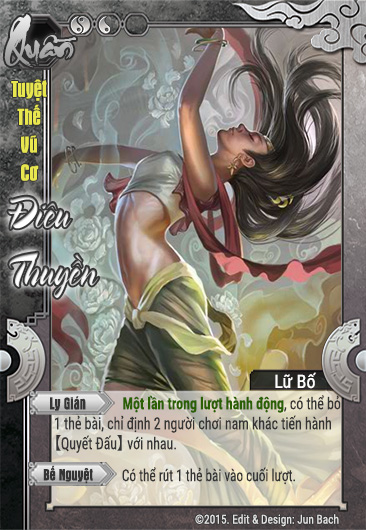 Quần
Tuyệt
Thế
Vũ
Cơ
Điêu
Thuyền
Lữ Bố
Ly Gián Một lần trong lượt hành động, có thể bỏ
1 thẻ bài, chỉ định 2 người chơi nam khác tiến hành
【Quyết Đấu】 với nhau.
Bế Nguyệt Có thể rút 1 thẻ bài vào cuối lượt.
©2015. Edit & Design: Jun Bach